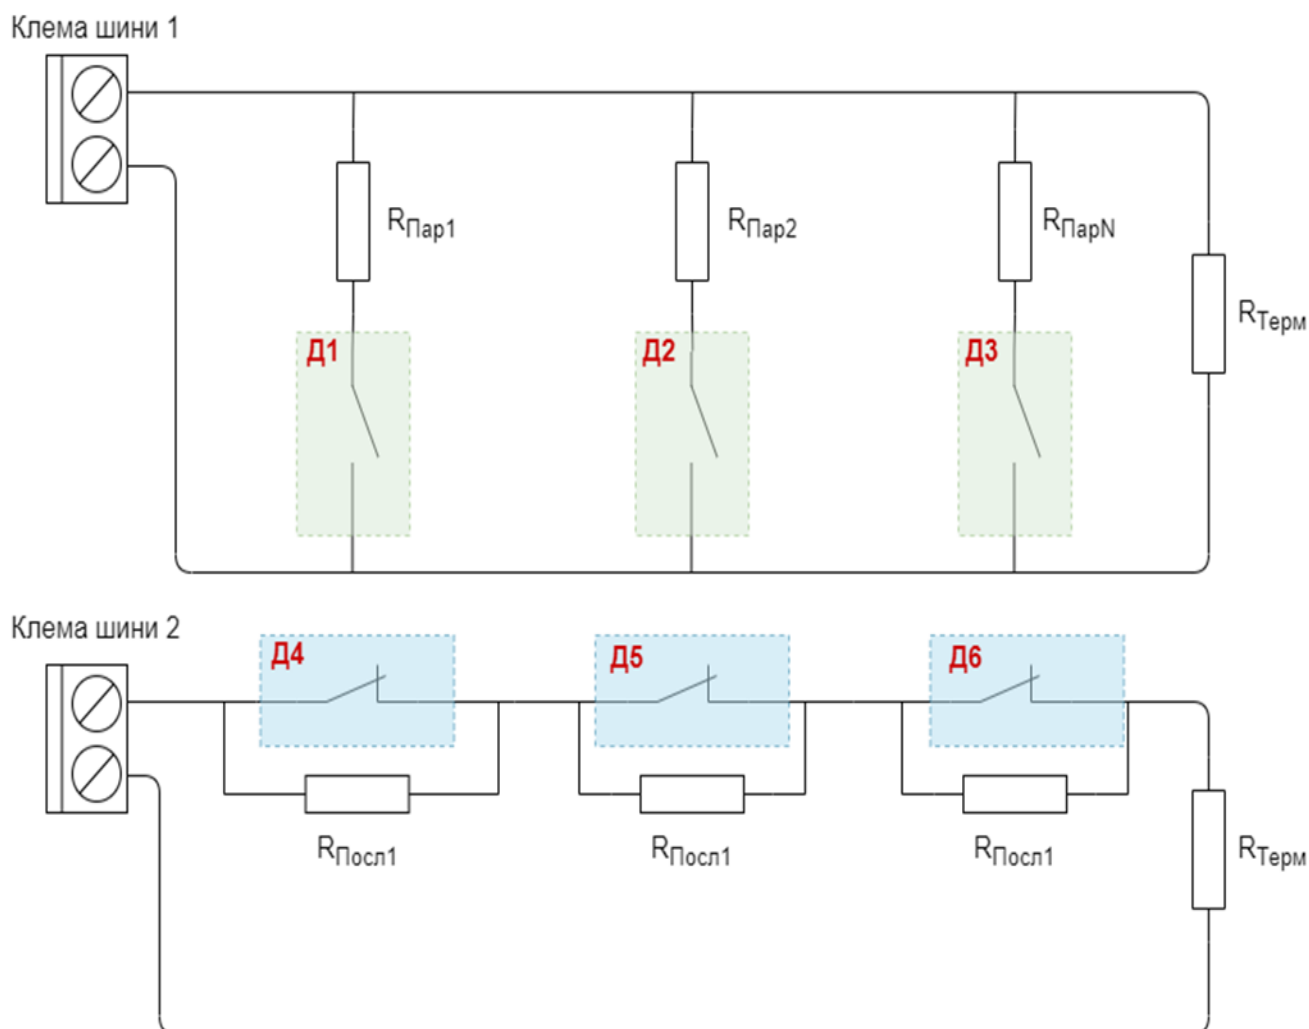 Клема шини 1
RПар1
RПар2
RПарN
RТерм
Д1
Д2
Д3
Клема шини 2
Д4
Д5
Д6
RПосл1
RПосл1
RПосл1
RТерм